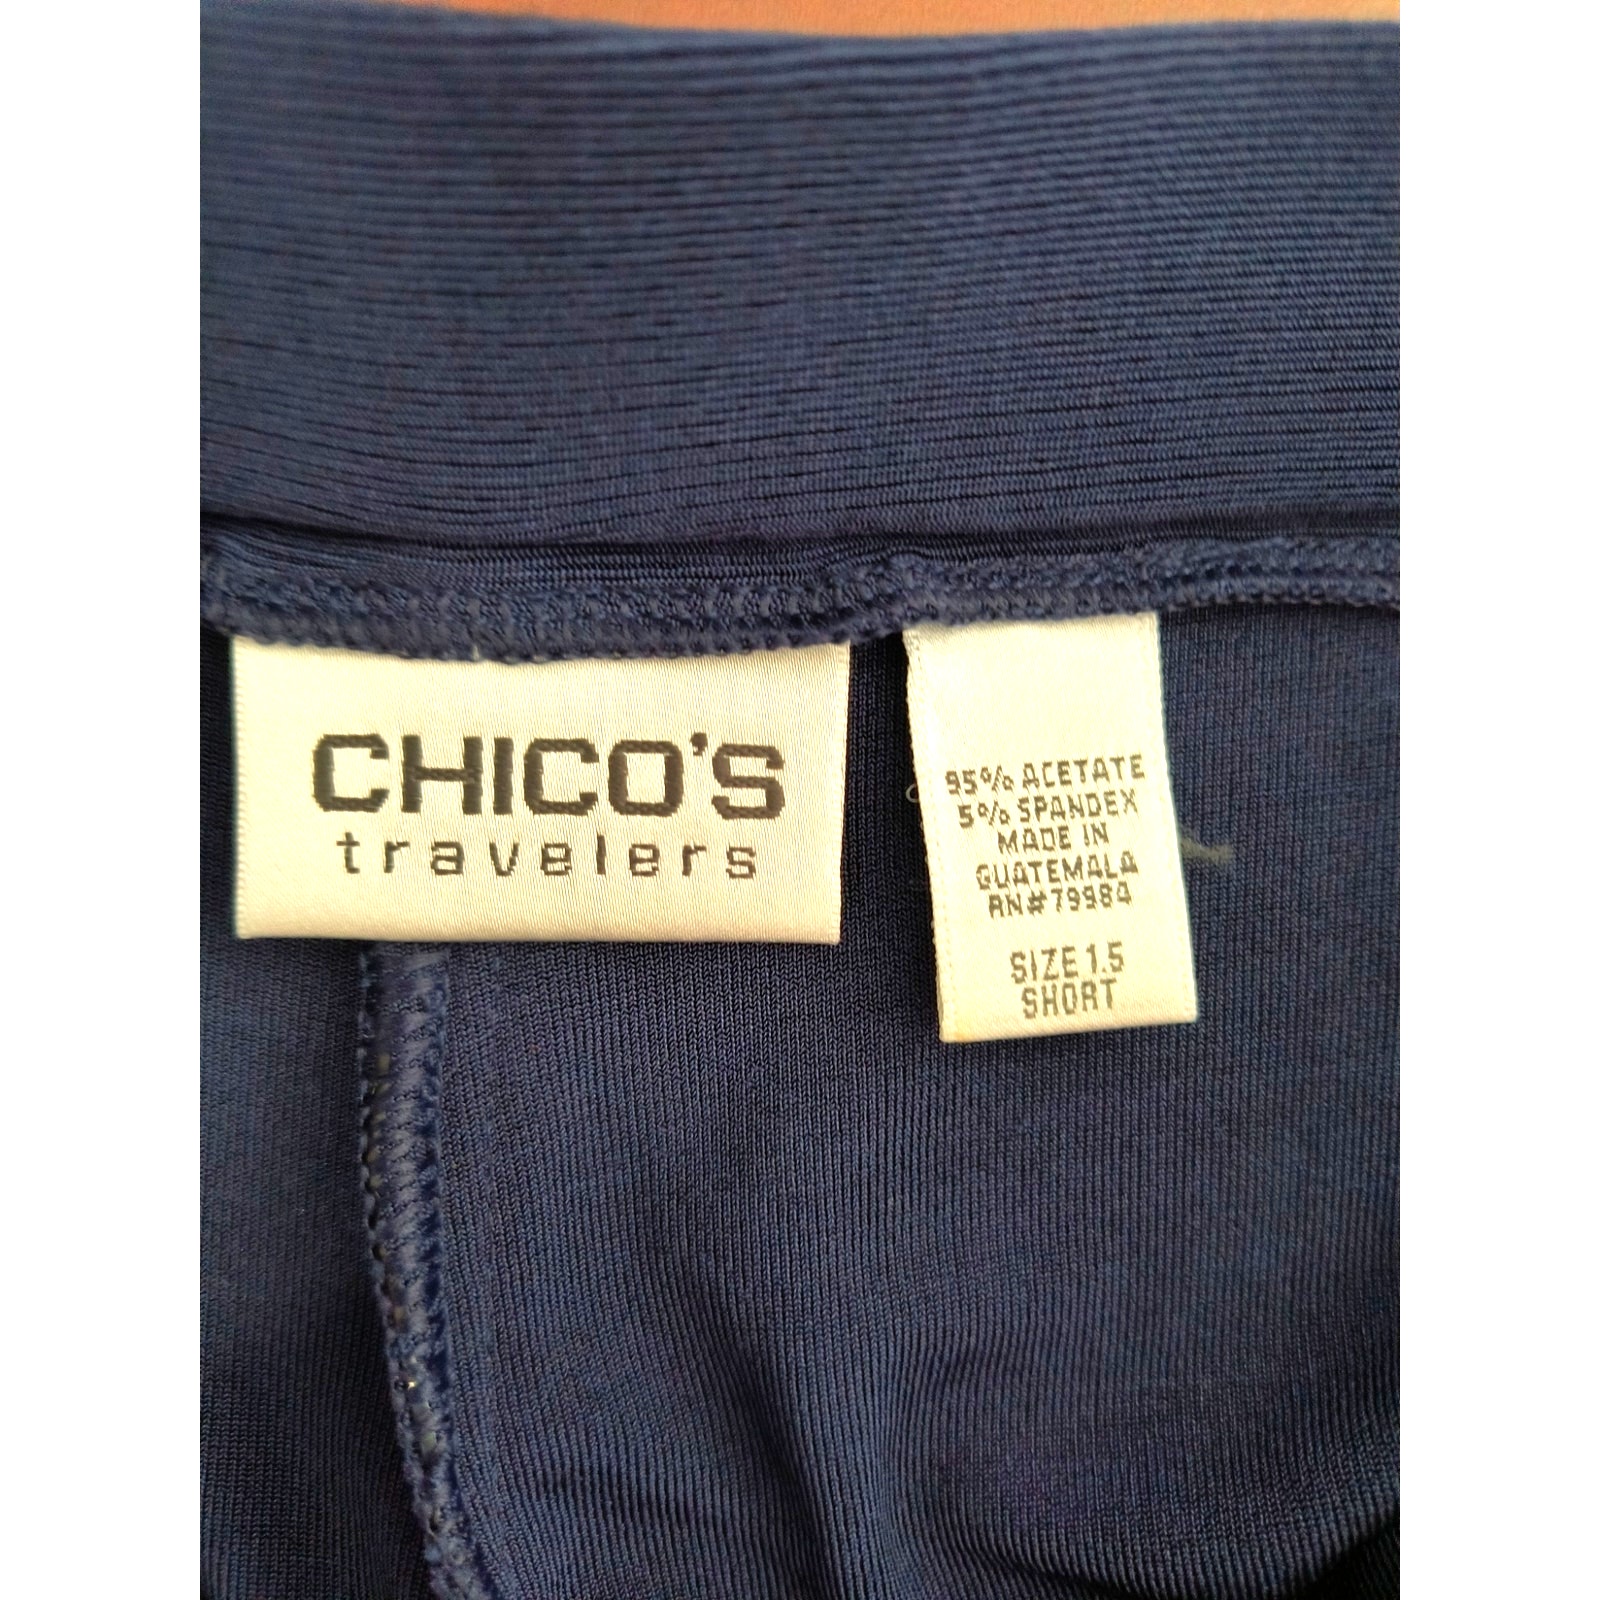 CHICO'S
travelers
95% ACETATE
5% SPANDEX
MADE IN
GUATEMALA
RN#79984
SIZE 1.5
SHORT